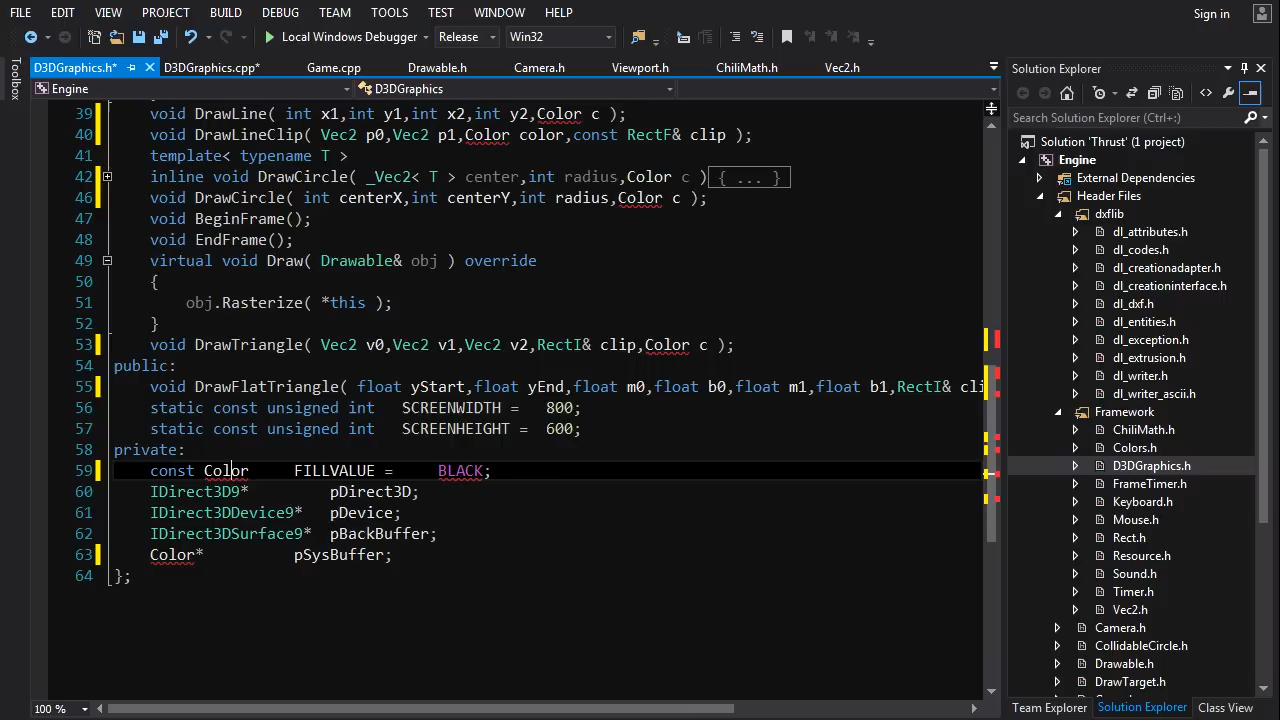 FILE EDIT VIEW PROJECT BUILD DEBUG TEAM TOOLS TEST WINDOW HELP Sign in
Local Windows Debugger Release Win32
D3DGraphics.h* D3DGraphics.cpp* Game.cpp Drawable.h Camera.h Viewport.h ChiliMath.h Vec2.h
Engine D3DGraphics
Toolbox
39 void DrawLine( int x1,int y1,int x2,int y2,Color c );
40 void DrawLineClip( Vec2 p0,Vec2 p1,Color color,const RectF& clip );
41 template< typename T >
42 inline void DrawCircle( _Vec2< T > center,int radius,Color c ){ ... }
46 void DrawCircle( int centerX,int centerY,int radius,Color c );
47 void BeginFrame();
48 void EndFrame();
49 virtual void Draw( Drawable& obj ) override
50 {
51 obj.Rasterize( *this );
52 }
53 void DrawTriangle( Vec2 v0,Vec2 v1,Vec2 v2,RectI& clip,Color c );
54 public:
55 void DrawFlatTriangle( float yStart,float yEnd,float m0,float b0,float m1,float b1,RectI& cli
56 static const unsigned int SCREENWIDTH = 800;
57 static const unsigned int SCREENHEIGHT = 600;
58 private:
59 const Color FILLVALUE = BLACK;
60 IDirect3D9* pDirect3D;
61 IDirect3DDevice9* pDevice;
62 IDirect3DSurface9* pBackBuffer;
63 Color* pSysBuffer;
64 };
100 %
Solution Explorer
Search Solution Explorer (Ctrl+;)
Solution 'Thrust' (1 project)
Engine
External Dependencies
Header Files
dxflib
dl_attributes.h
dl_codes.h
dl_creationadapter.h
dl_creationinterface.h
dl_dxf.h
dl_entities.h
dl_exception.h
dl_extrusion.h
dl_writer.h
dl_writer_ascii.h
Framework
ChiliMath.h
Colors.h
D3DGraphics.h
FrameTimer.h
Keyboard.h
Mouse.h
Rect.h
Resource.h
Sound.h
Timer.h
Vec2.h
Camera.h
CollidableCircle.h
Drawable.h
DrawTarget.h
Team Explorer Solution Explorer Class View